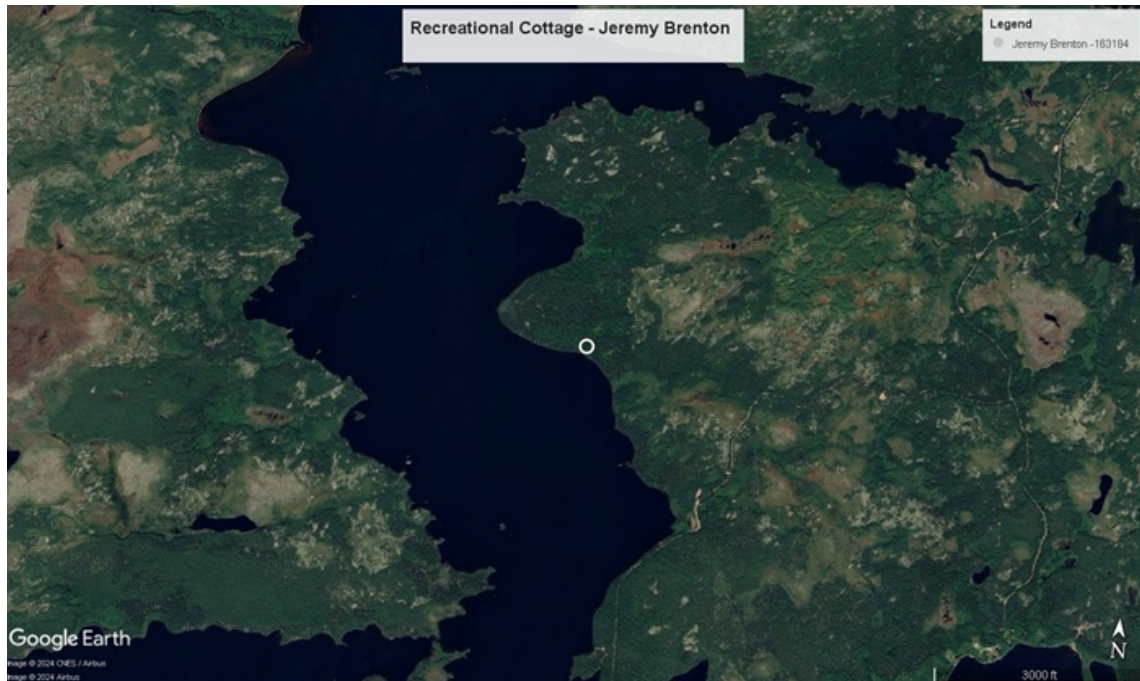 Recreational Cottage - Jeremy Brenton
Legend
Jeremy Brenton -163184
Google Earth
Image © 2024 CNES / Airbus
Image © 2024 Airbus
3000 ft
N